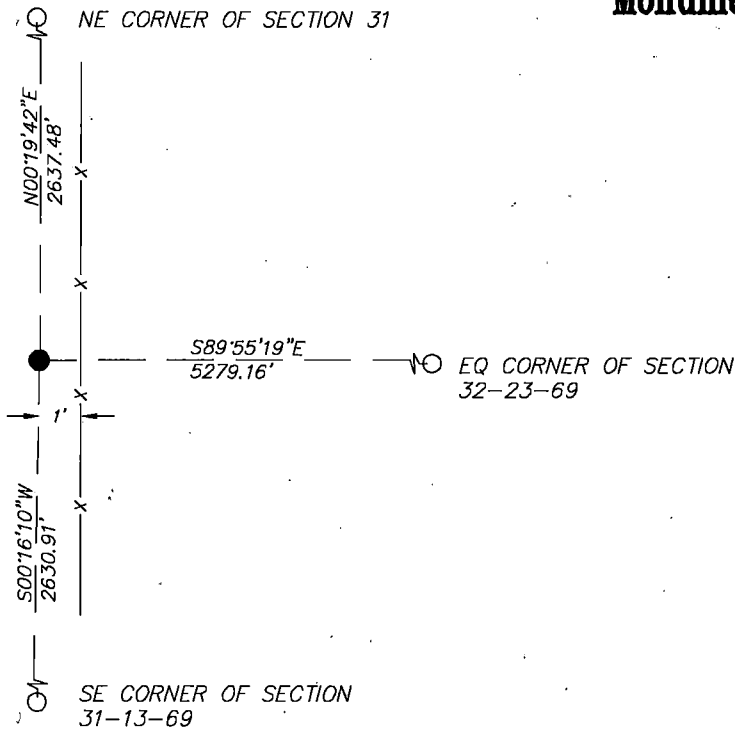 NE CORNER OF SECTION 31
N00°19'42"E
2637.48'
S89°55'19"E
5279.16'
EQ CORNER OF SECTION
32-23-69
1'
S00°16'10"W
2630.91'
SE CORNER OF SECTION
31-13-69